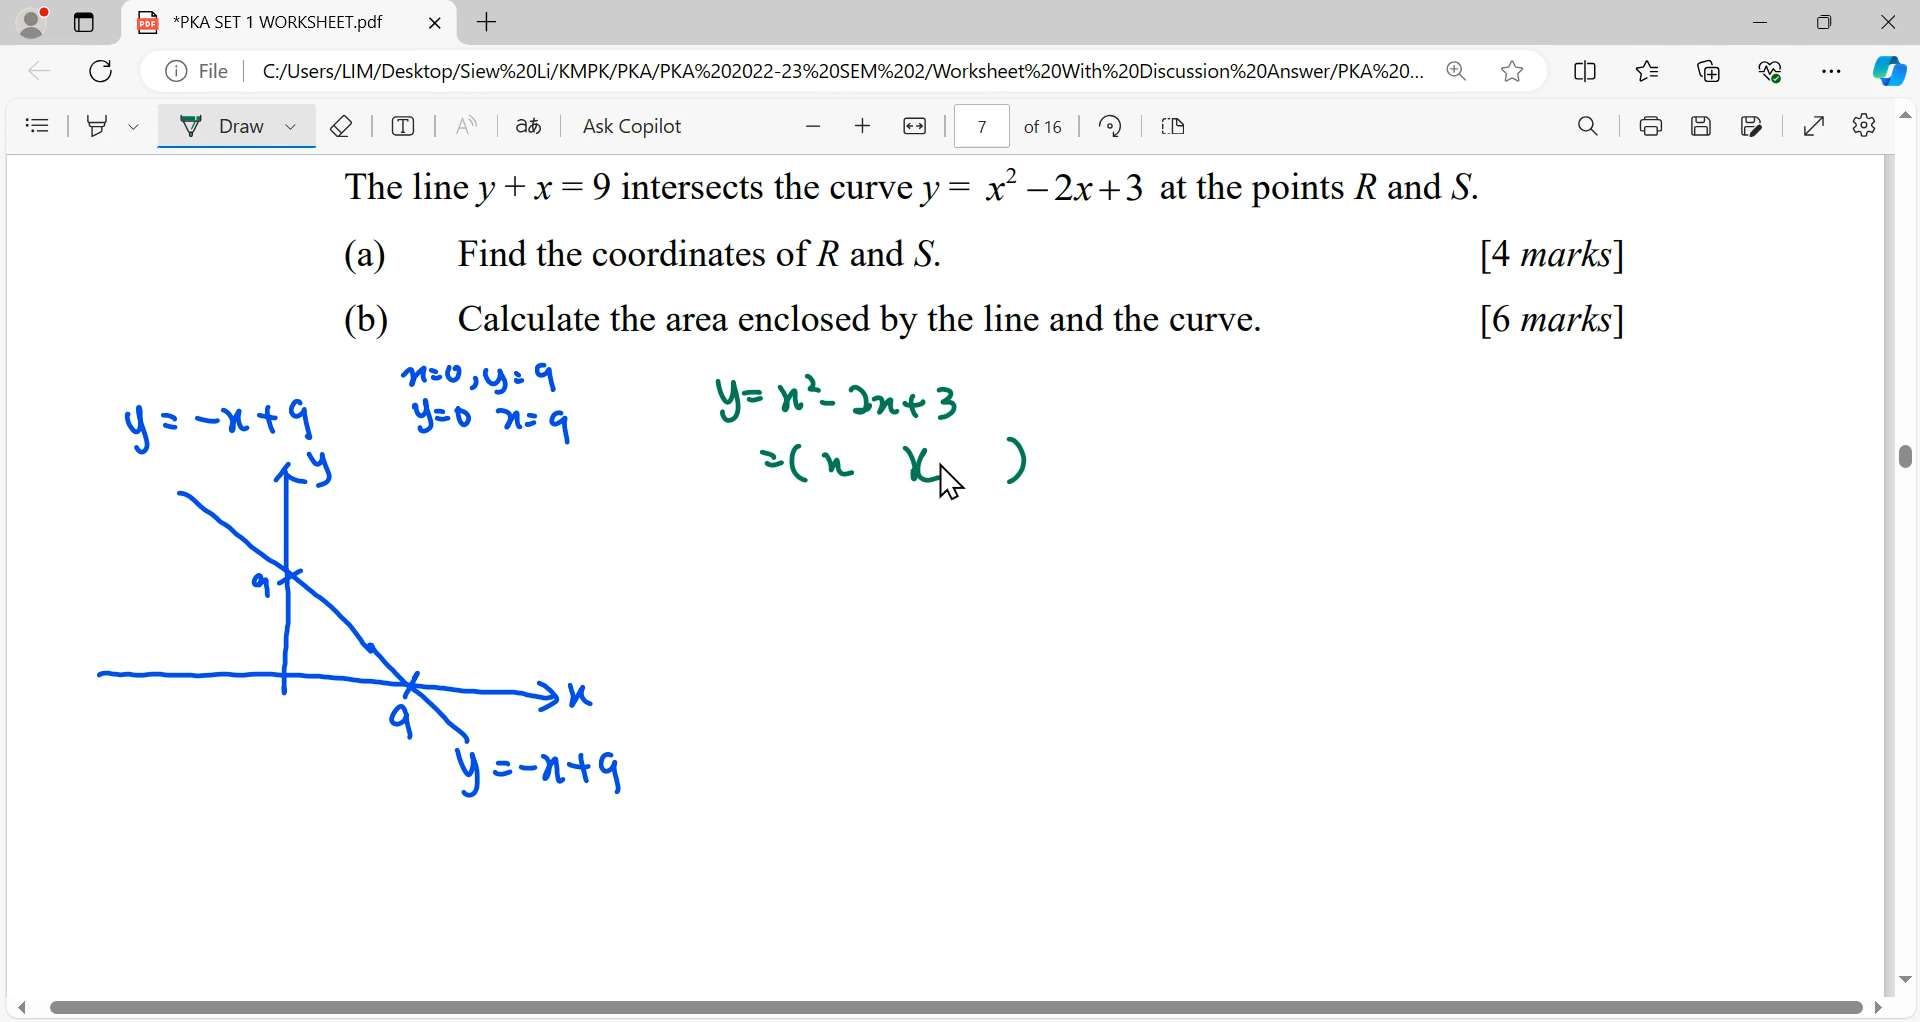 *PKA SET 1 WORKSHEET.pdf
File C:/Users/LIM/Desktop/Siew%20Li/KMPK/PKA/PKA%202022-23%20SEM%202/Worksheet%20With%20Discussion%20Answer/PKA%20...
Draw aあ Ask Copilot 7 of 16
The line y + x = 9 intersects the curve y = x² − 2x + 3 at the points R and S.
(a) Find the coordinates of R and S. [4 marks]
(b) Calculate the area enclosed by the line and the curve. [6 marks]
x=0, y=9
y=0 x=9
y = -x+9
y
9
x
9
y=-x+9
y= x²- 2x+3
=( x )( x )